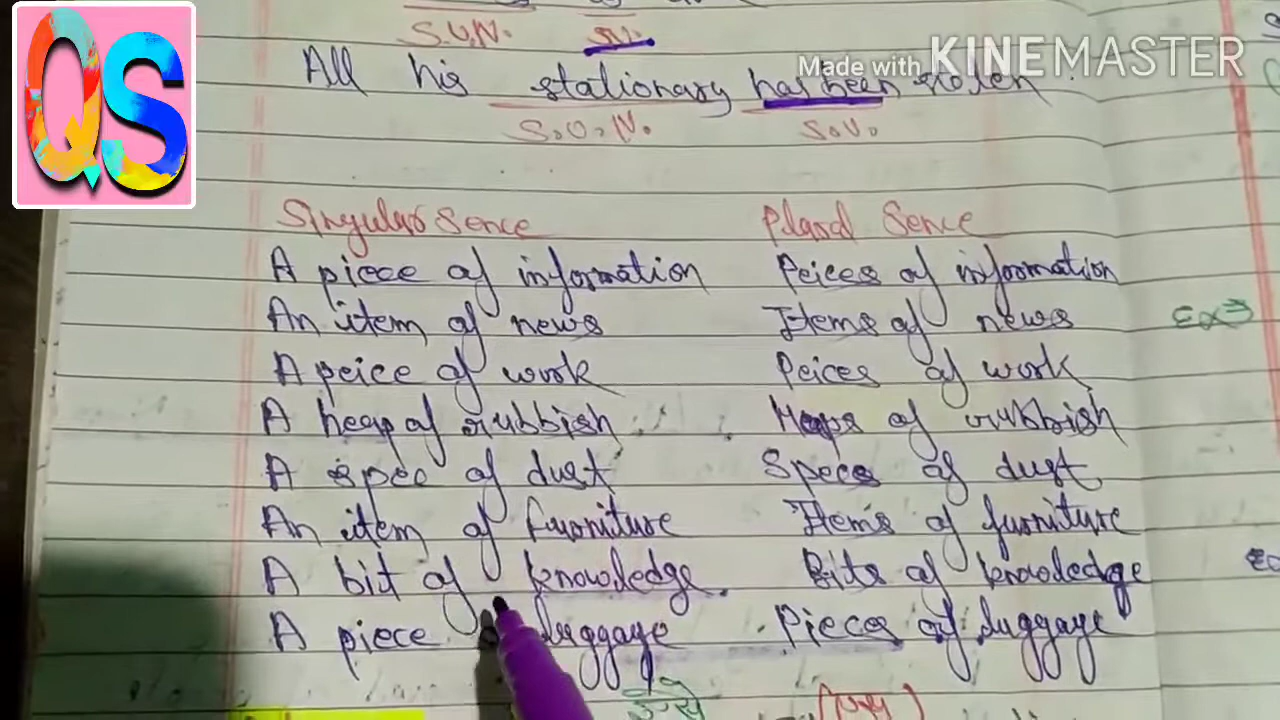 QS
Made with KINEMASTER
S.U.N. S.V.
All his stationary has been stolen.
S.U.N. S.V.
Singular Sence Plural Sence
A piece of information Peices of information
An item of news Items of news
A peice of work Peices of work
A heap of rubbish Heaps of rubbish
A spec of dust Specs of dust
An item of furniture Items of furniture
A bit of knowledge. Bits of knowledge
A piece luggage Pieces of luggage